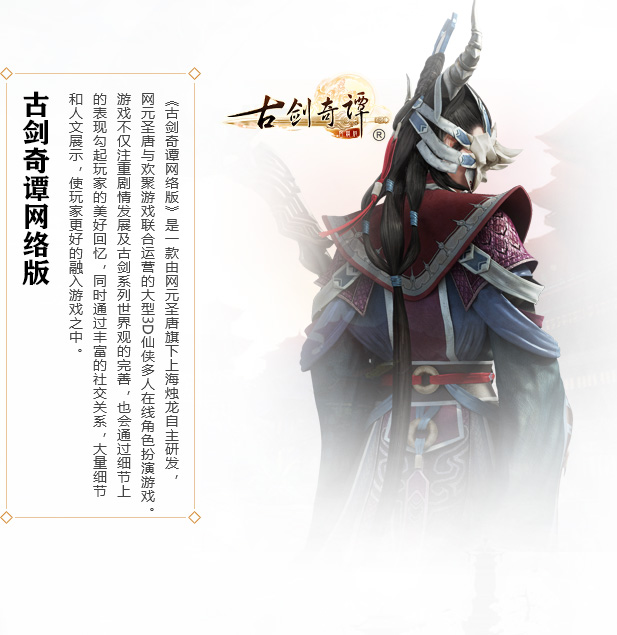 古剑奇谭网络版
《古剑奇谭网络版》是一款由网元圣唐旗下上海烛龙自主研发，
网元圣唐与欢聚游戏联合运营的大型3D仙侠多人在线角色扮演游戏。
游戏不仅注重剧情发展及古剑系列世界观的完善，也会通过细节上
的表现勾起玩家的美好回忆，同时通过丰富的社交关系，大量细节
和人文展示，使玩家更好的融入游戏之中。
古剑奇谭
®